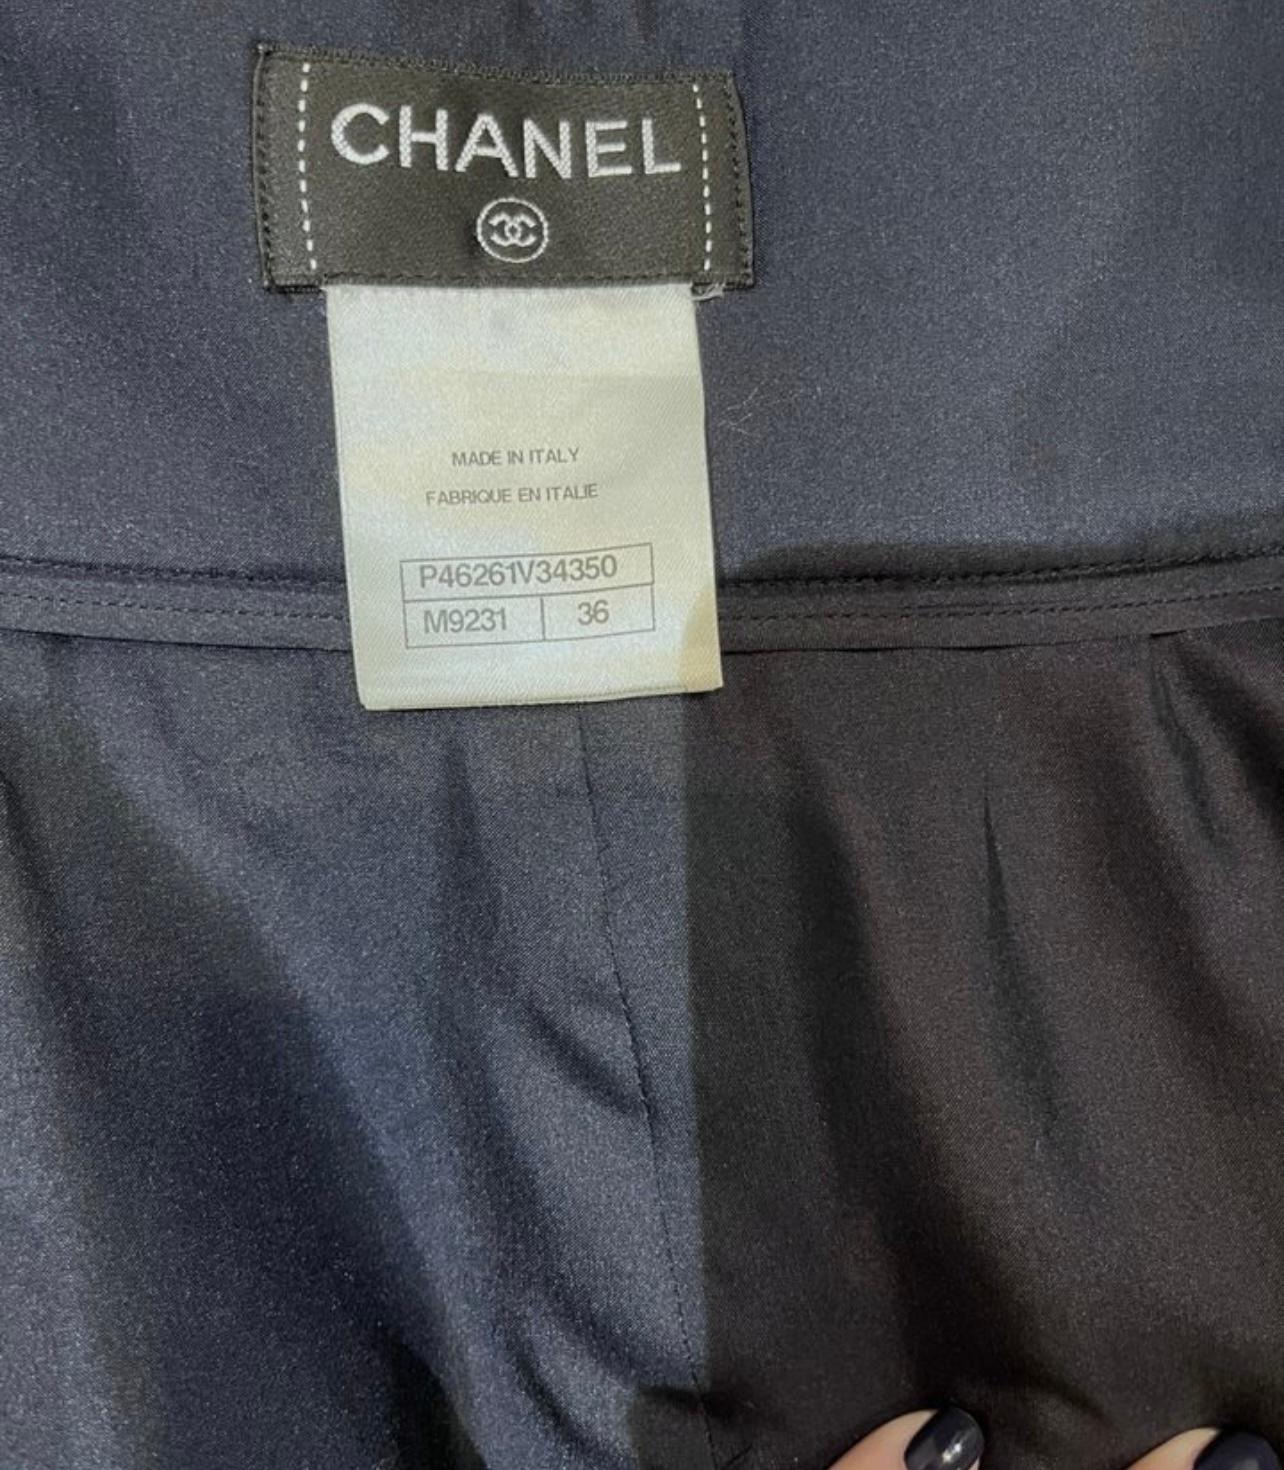 CHANEL
MADE IN ITALY
FABRIQUE EN ITALIE
P46261V34350
M9231 36